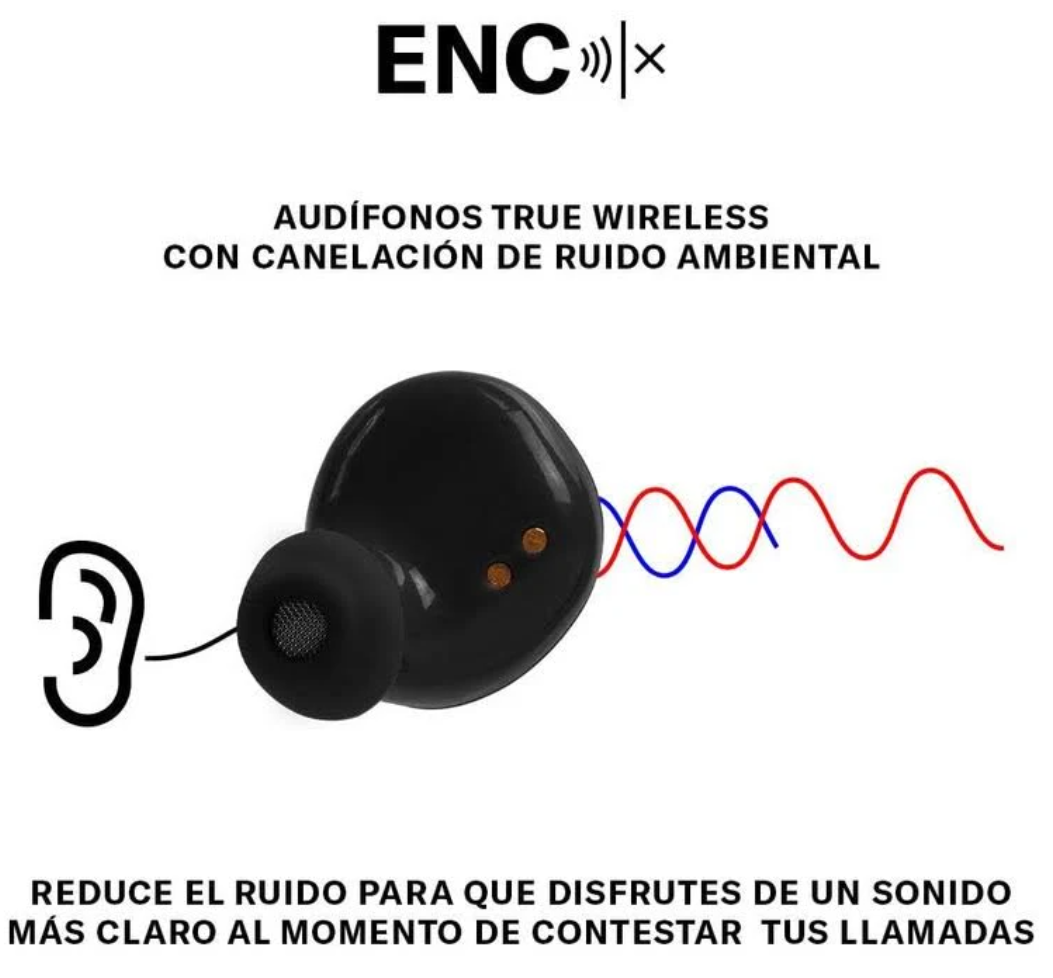 ENC
AUDÍFONOS TRUE WIRELESS
CON CANELACIÓN DE RUIDO AMBIENTAL
REDUCE EL RUIDO PARA QUE DISFRUTES DE UN SONIDO
MÁS CLARO AL MOMENTO DE CONTESTAR TUS LLAMADAS